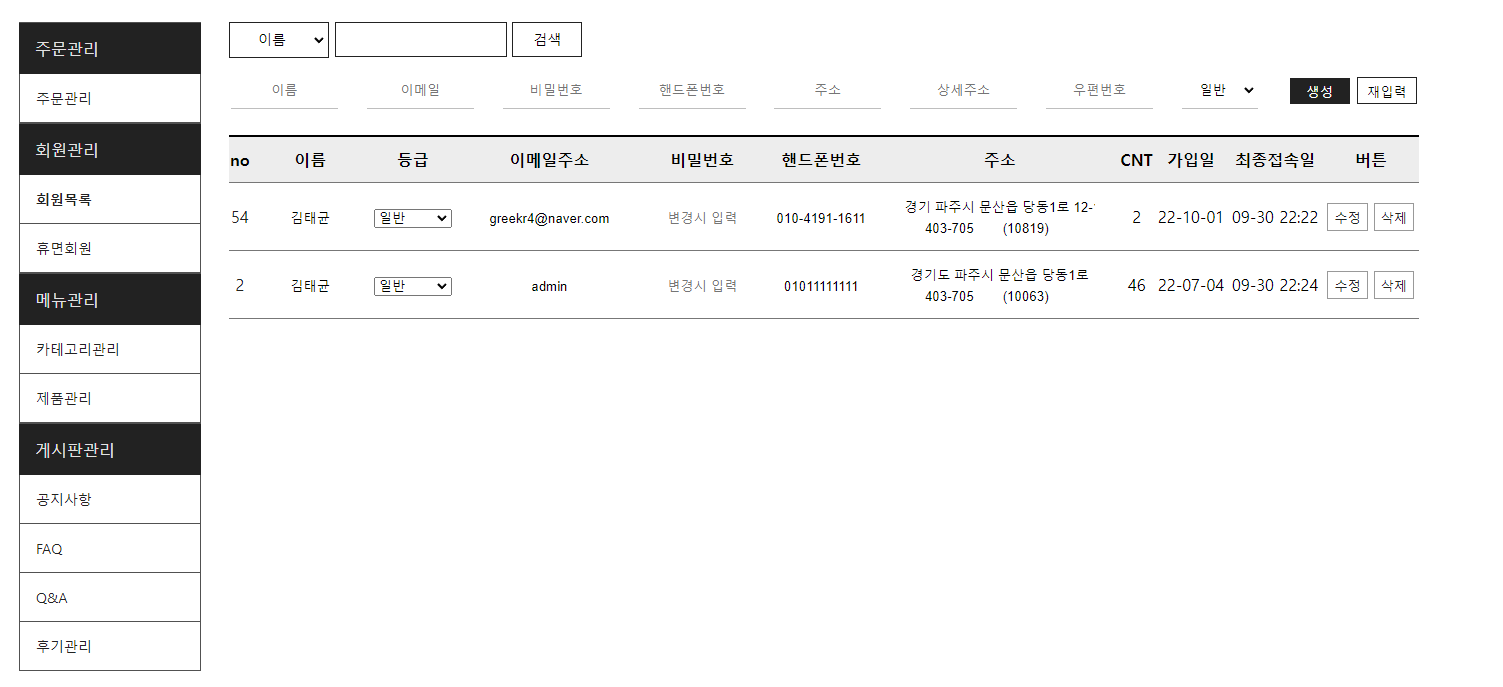 주문관리
주문관리
회원관리
회원목록
휴면회원
메뉴관리
카테고리관리
제품관리
게시판관리
공지사항
FAQ
Q&A
후기관리
이름 검색
이름 이메일 비밀번호 핸드폰번호 주소 상세주소 우편번호 일반 생성 재입력
no 이름 등급 이메일주소 비밀번호 핸드폰번호 주소 CNT 가입일 최종접속일 버튼
54 김태균 일반 greekr4@naver.com 변경시 입력 010-4191-1611 경기 파주시 문산읍 당동1로 12- 2 22-10-01 09-30 22:22 수정 삭제
403-705 (10819)
2 김태균 일반 admin 변경시 입력 01011111111 경기도 파주시 문산읍 당동1로 46 22-07-04 09-30 22:24 수정 삭제
403-705 (10063)